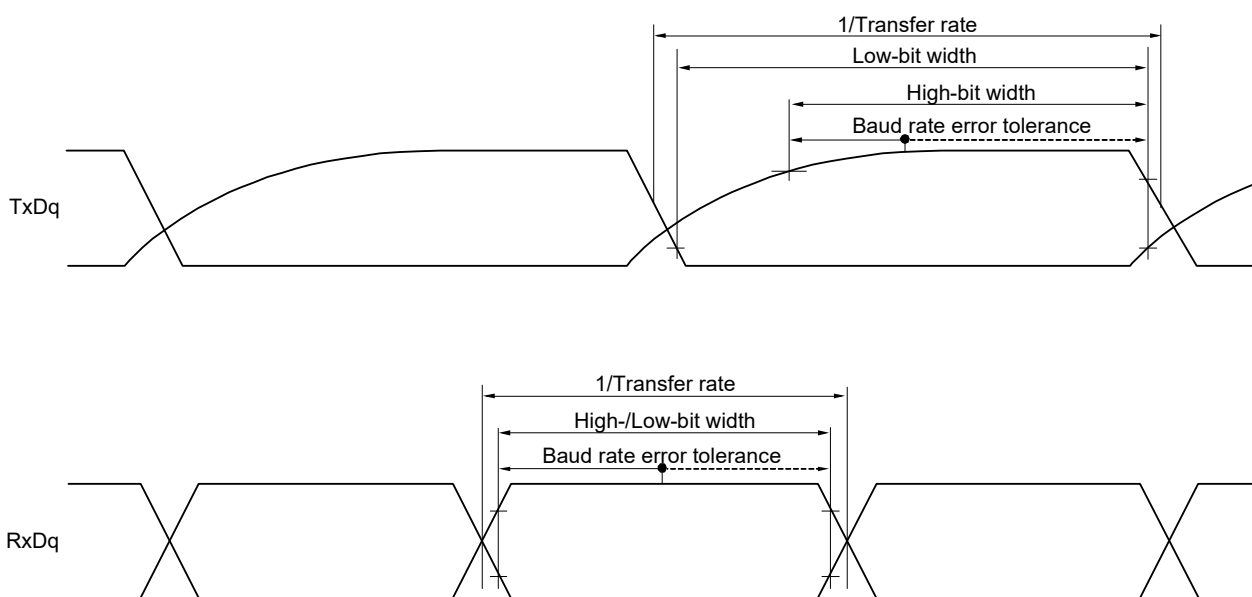 1/Transfer rate
Low-bit width
High-bit width
Baud rate error tolerance
TxDq
1/Transfer rate
High-/Low-bit width
Baud rate error tolerance
RxDq